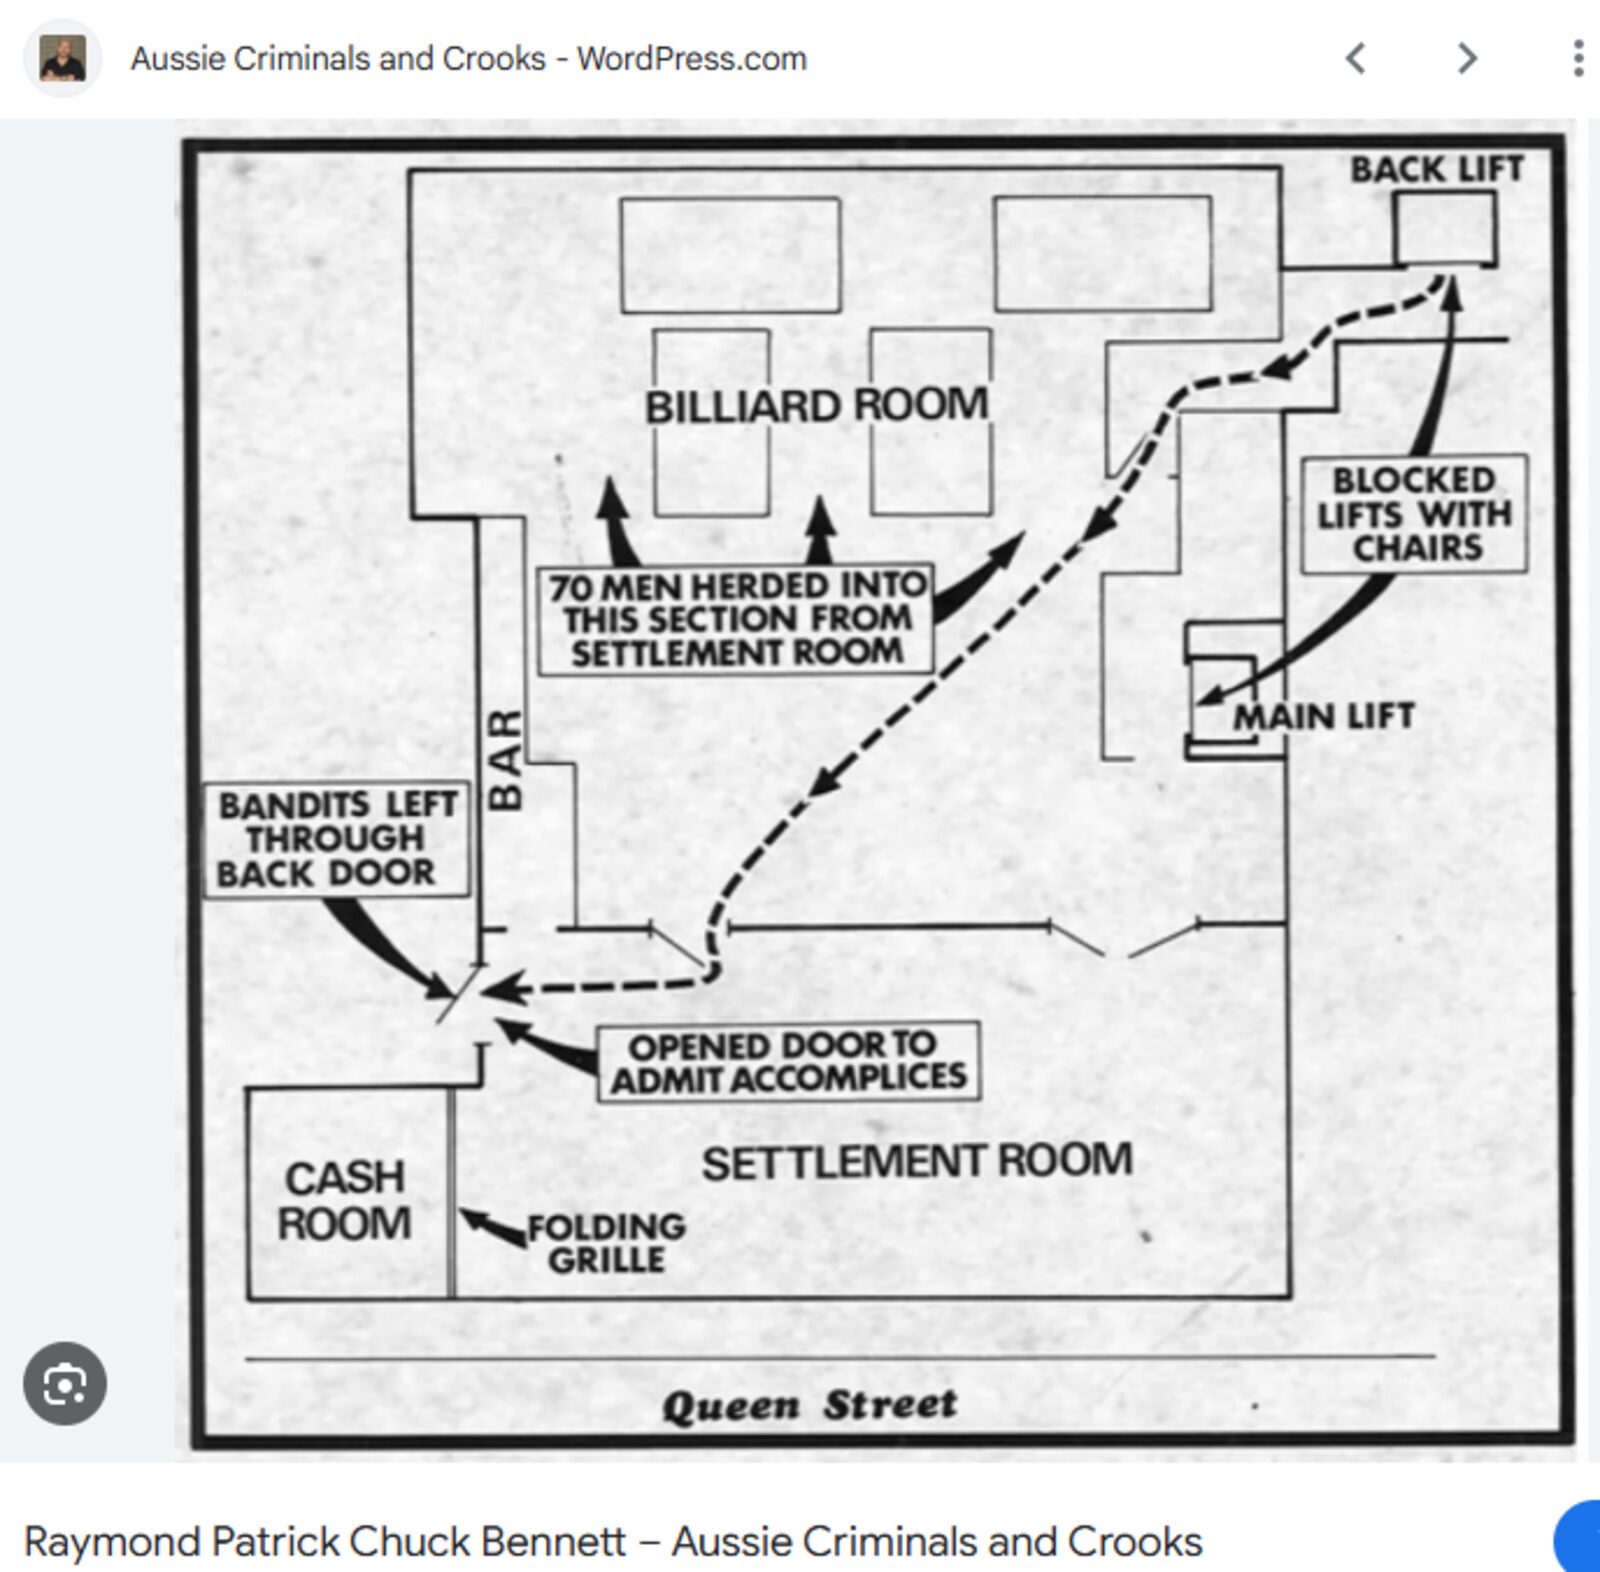 Aussie Criminals and Crooks - WordPress.com
BACK LIFT
BILLIARD ROOM
BLOCKED
LIFTS WITH
CHAIRS
70 MEN HERDED INTO
THIS SECTION FROM
SETTLEMENT ROOM
MAIN LIFT
BAR
BANDITS LEFT
THROUGH
BACK DOOR
OPENED DOOR TO
ADMIT ACCOMPLICES
SETTLEMENT ROOM
CASH
ROOM
FOLDING
GRILLE
Queen Street
Raymond Patrick Chuck Bennett – Aussie Criminals and Crooks